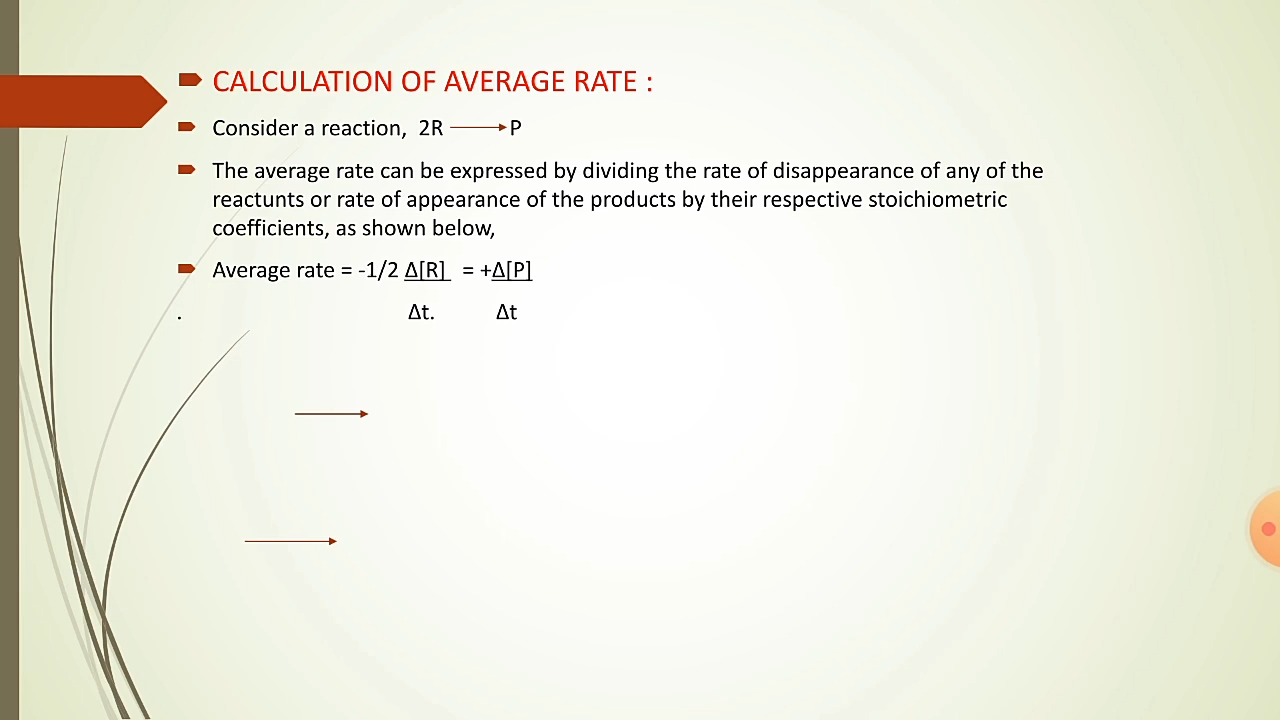 CALCULATION OF AVERAGE RATE :
Consider a reaction, 2R ⟶ P
The average rate can be expressed by dividing the rate of disappearance of any of the
reactunts or rate of appearance of the products by their respective stoichiometric
coefficients, as shown below,
Average rate = -1/2 Δ[R] = +Δ[P]
. Δt. Δt